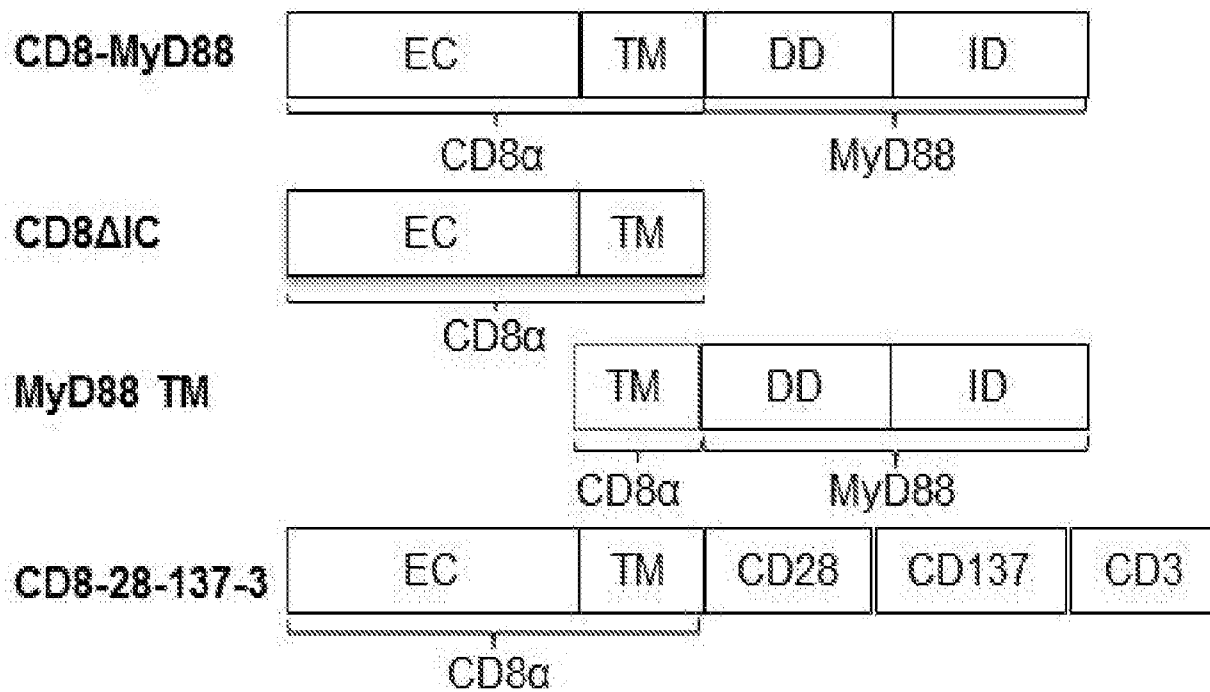 CD8-MyD88 EC TM DD ID
CD8α MyD88
CD8ΔIC EC TM
CD8α
MyD88 TM TM DD ID
CD8α MyD88
CD8-28-137-3 EC TM CD28 CD137 CD3
CD8α